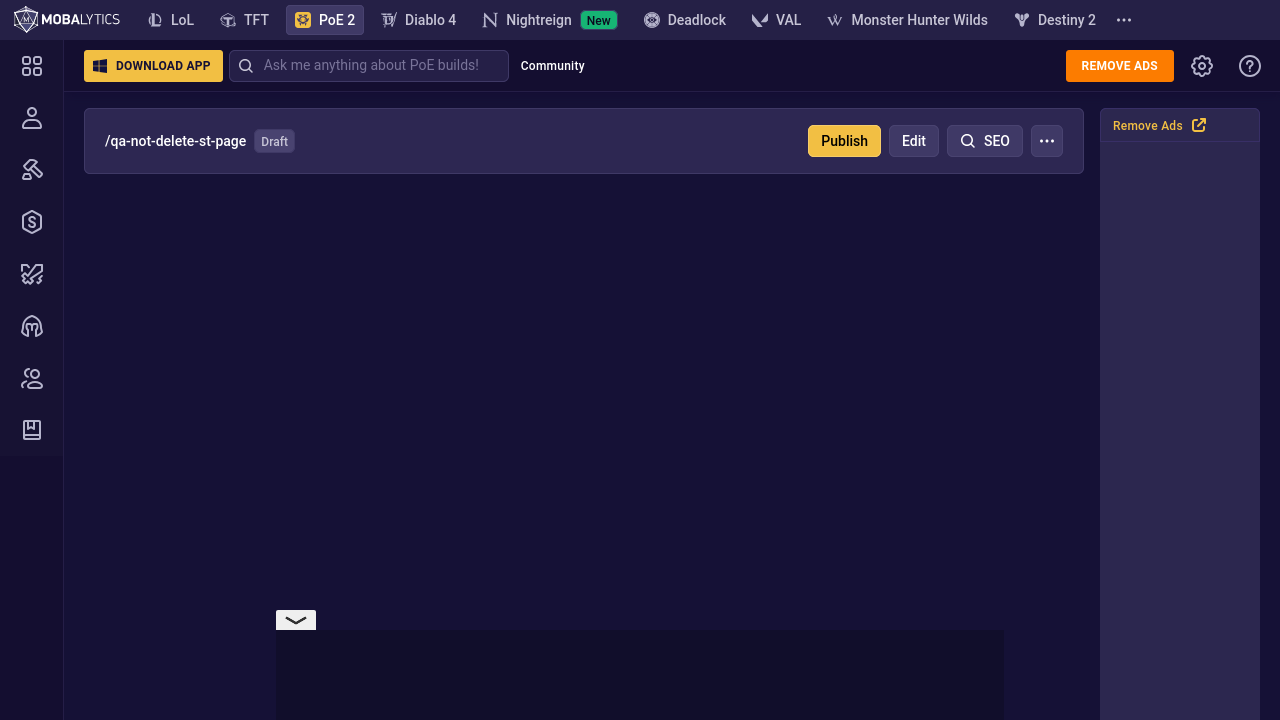 MOBALYTICS LoL TFT PoE 2 Diablo 4 Nightreign New Deadlock VAL Monster Hunter Wilds Destiny 2
DOWNLOAD APP Ask me anything about PoE builds! Community REMOVE ADS
/qa-not-delete-st-page Draft Publish Edit SEO
Remove Ads